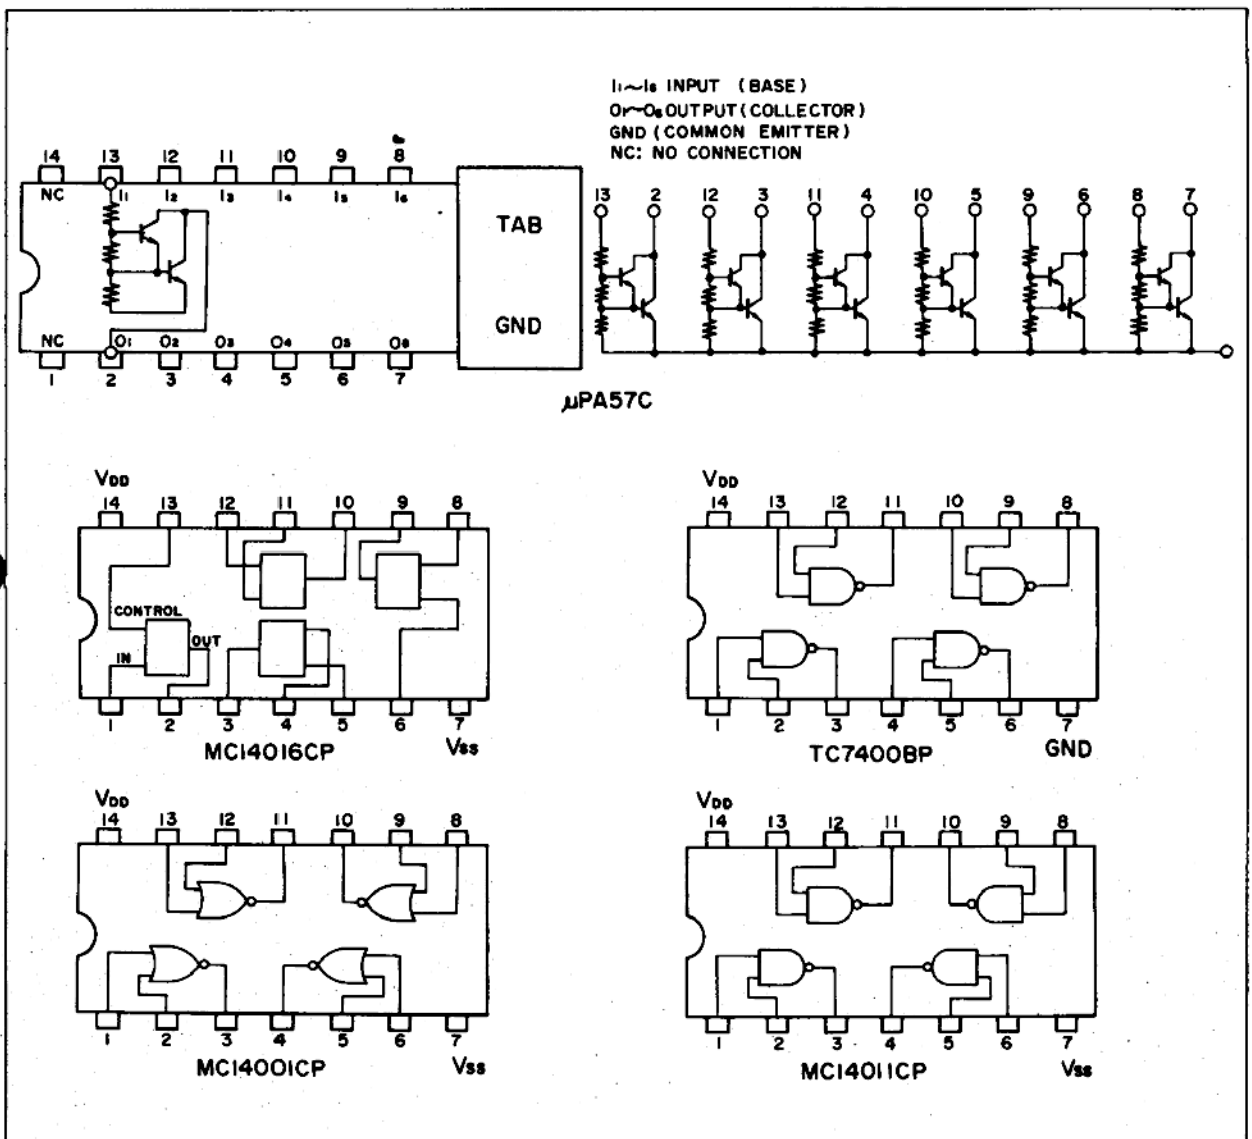 I1~I6 INPUT (BASE)
O1~O6 OUTPUT (COLLECTOR)
GND (COMMON EMITTER)
NC: NO CONNECTION
14 13 12 11 10 9 8
NC I1 I2 I3 I4 I5 I6
TAB
GND
NC O1 O2 O3 O4 O5 O6
1 2 3 4 5 6 7
13 2 12 3 11 4 10 5 9 6 8 7
μPA57C
VDD
14 13 12 11 10 9 8
CONTROL
OUT
IN
1 2 3 4 5 6 7
MC14016CP VSS
VDD
14 13 12 11 10 9 8
1 2 3 4 5 6 7
TC7400BP GND
VDD
14 13 12 11 10 9 8
1 2 3 4 5 6 7
MC14001CP VSS
VDD
14 13 12 11 10 9 8
1 2 3 4 5 6 7
MC14011CP VSS